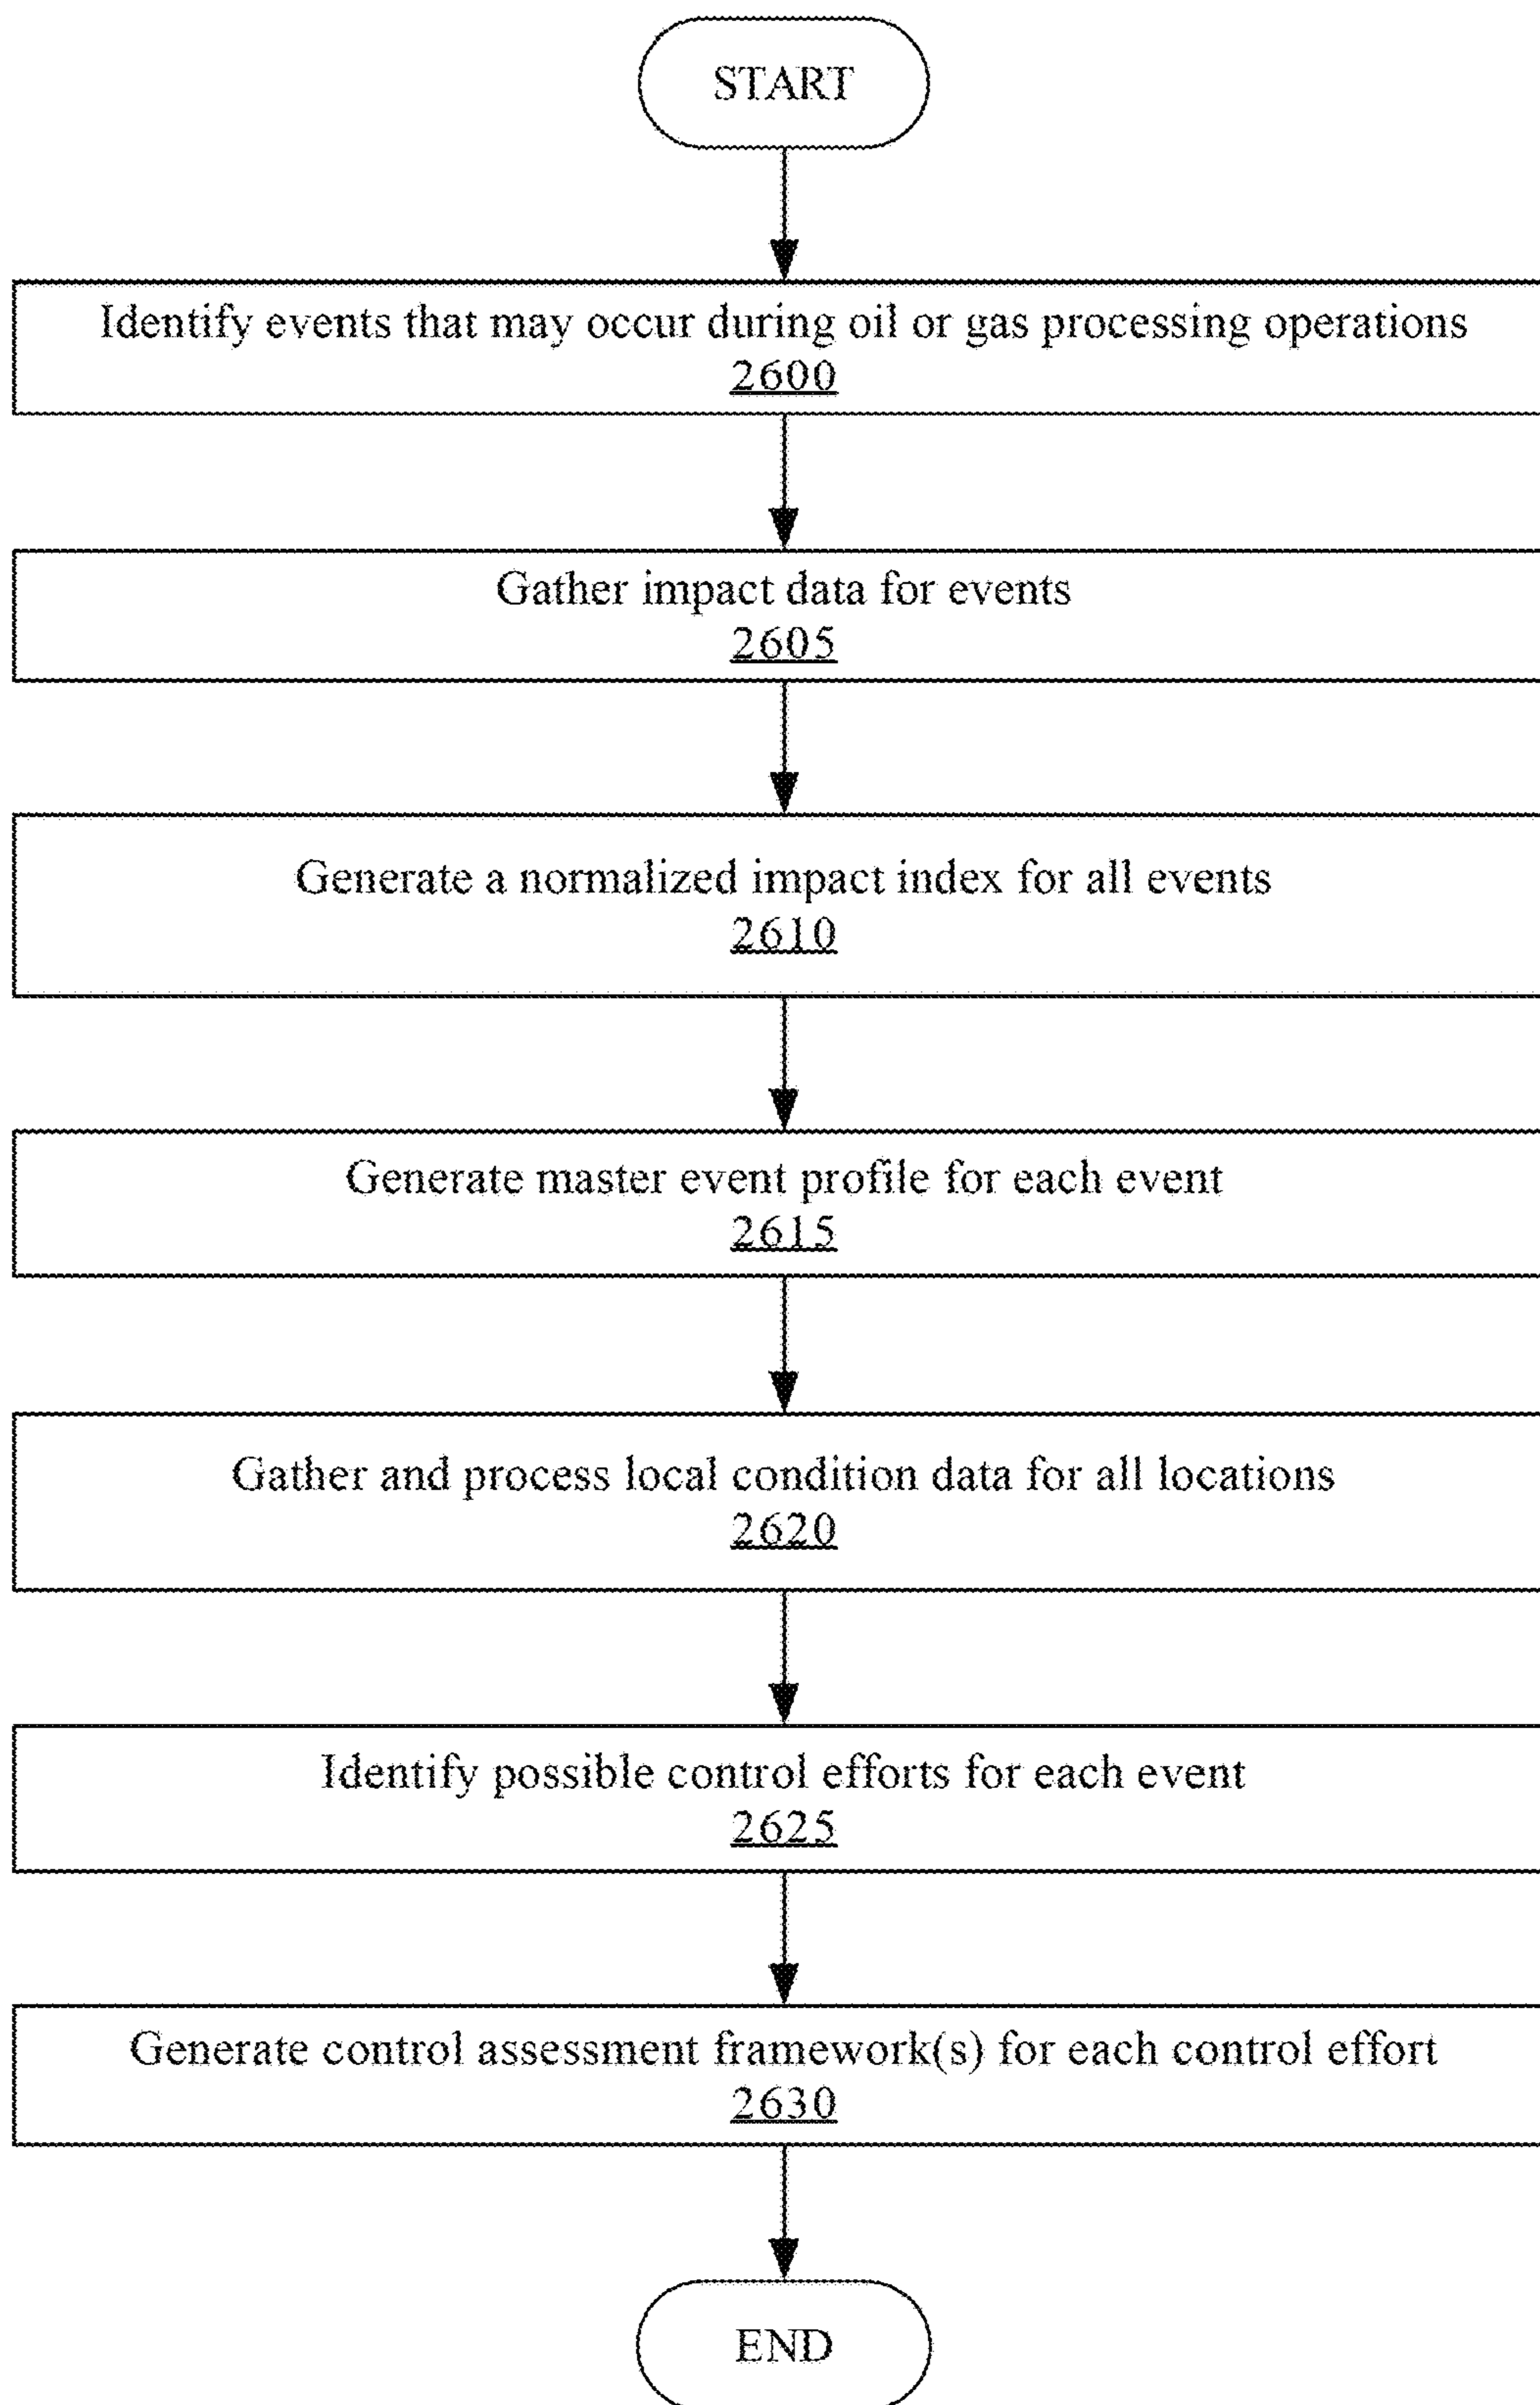 START
Identify events that may occur during oil or gas processing operations
2600
Gather impact data for events
2605
Generate a normalized impact index for all events
2610
Generate master event profile for each event
2615
Gather and process local condition data for all locations
2620
Identify possible control efforts for each event
2625
Generate control assessment framework(s) for each control effort
2630
END